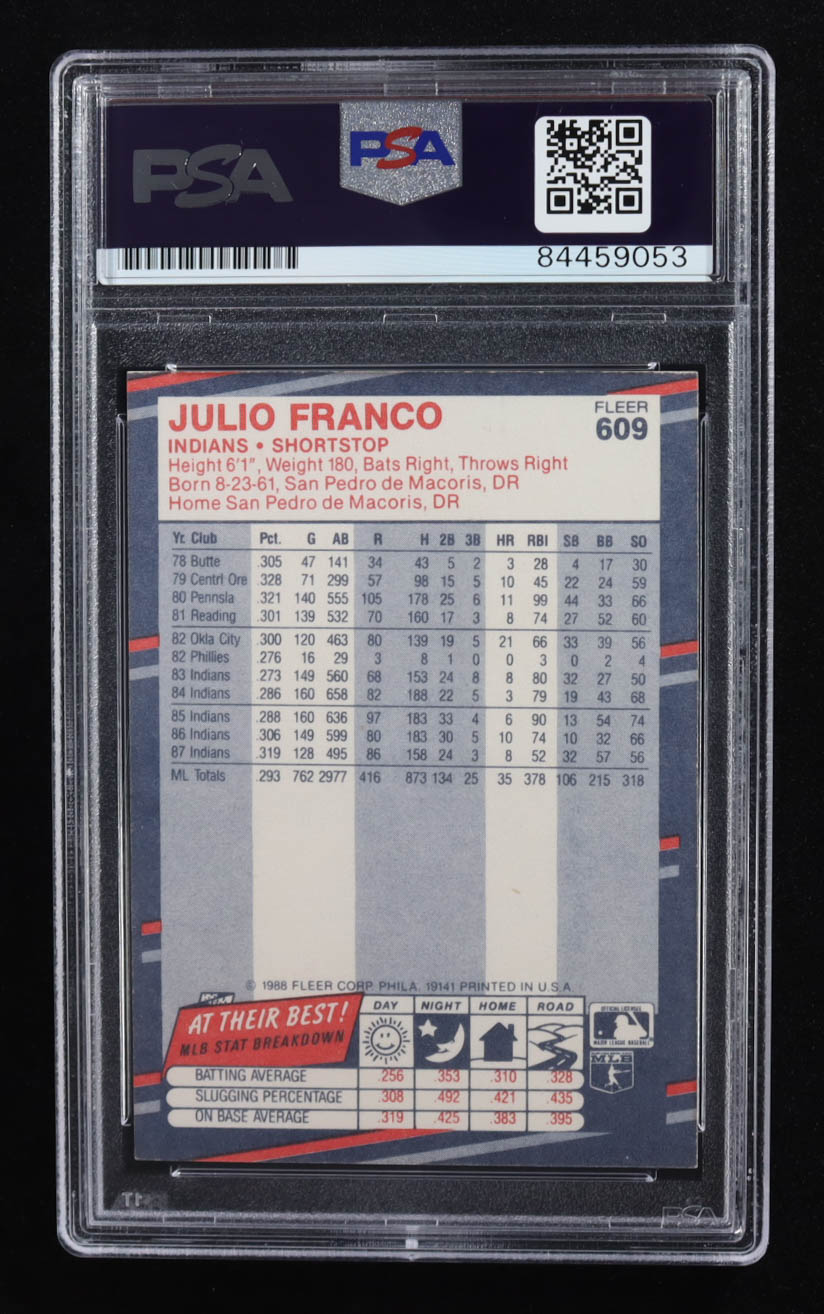 PSA
PSA
84459053
JULIO FRANCO
FLEER
609
INDIANS • SHORTSTOP
Height 6'1", Weight 180, Bats Right, Throws Right
Born 8-23-61, San Pedro de Macoris, DR
Home San Pedro de Macoris, DR
Yr. Club Pct. G AB R H 2B 3B HR RBI SB BB SO
78 Butte .305 47 141 34 43 5 2 3 28 4 17 30
79 Centrl Ore .328 71 299 57 98 15 5 10 45 22 24 59
80 Pennsla .321 140 555 105 178 25 6 11 99 44 33 66
81 Reading .301 139 532 70 160 17 3 8 74 27 52 60
82 Okla City .300 120 463 80 139 19 5 21 66 33 39 56
82 Phillies .276 16 29 3 8 1 0 0 3 0 2 4
83 Indians .273 149 560 68 153 24 8 8 80 32 27 50
84 Indians .286 160 658 82 188 22 5 3 79 19 43 68
85 Indians .288 160 636 97 183 33 4 6 90 13 54 74
86 Indians .306 149 599 80 183 30 5 10 74 10 32 66
87 Indians .319 128 495 86 158 24 3 8 52 32 57 56
ML Totals .293 762 2977 416 873 134 25 35 378 106 215 318
© 1988 FLEER CORP. PHILA. 19141 PRINTED IN U.S.A.
AT THEIR BEST!
MLB STAT BREAKDOWN
DAY NIGHT HOME ROAD
OFFICIAL LICENSEE
MAJOR LEAGUE BASEBALL
MLB
BATTING AVERAGE .256 .353 .310 .328
SLUGGING PERCENTAGE .308 .492 .421 .435
ON BASE AVERAGE .319 .425 .383 .395
PSA